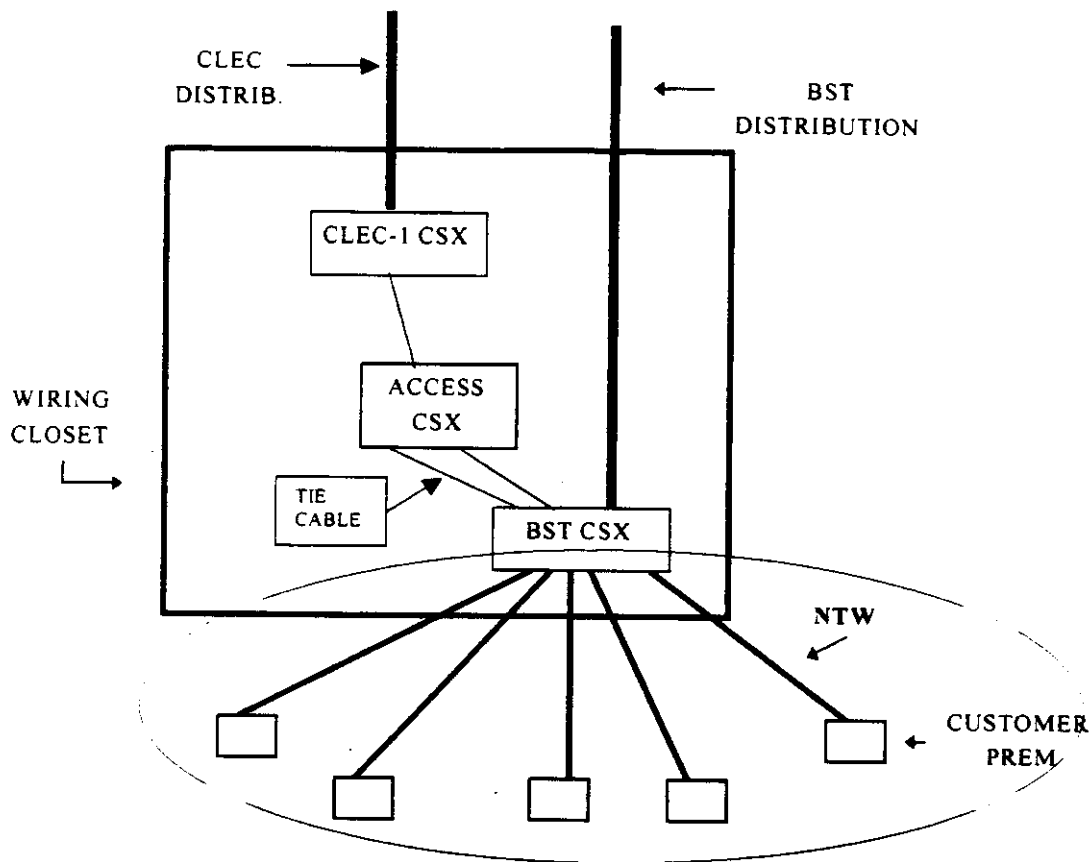 CLEC
DISTRIB.
BST
DISTRIBUTION
CLEC-1 CSX
ACCESS
CSX
WIRING
CLOSET
TIE
CABLE
BST CSX
NTW
CUSTOMER
PREM